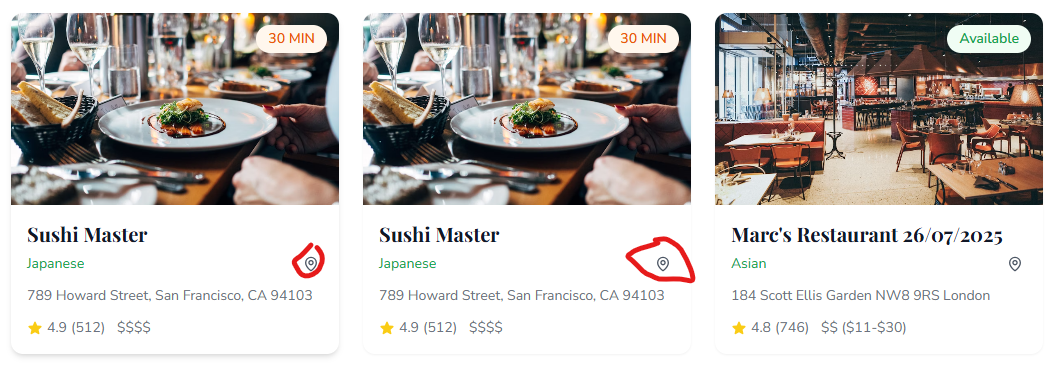 30 MIN
Sushi Master
Japanese
789 Howard Street, San Francisco, CA 94103
4.9 (512) $$$$
30 MIN
Sushi Master
Japanese
789 Howard Street, San Francisco, CA 94103
4.9 (512) $$$$
Available
Marc's Restaurant 26/07/2025
Asian
184 Scott Ellis Garden NW8 9RS London
4.8 (746) $$ ($11-$30)